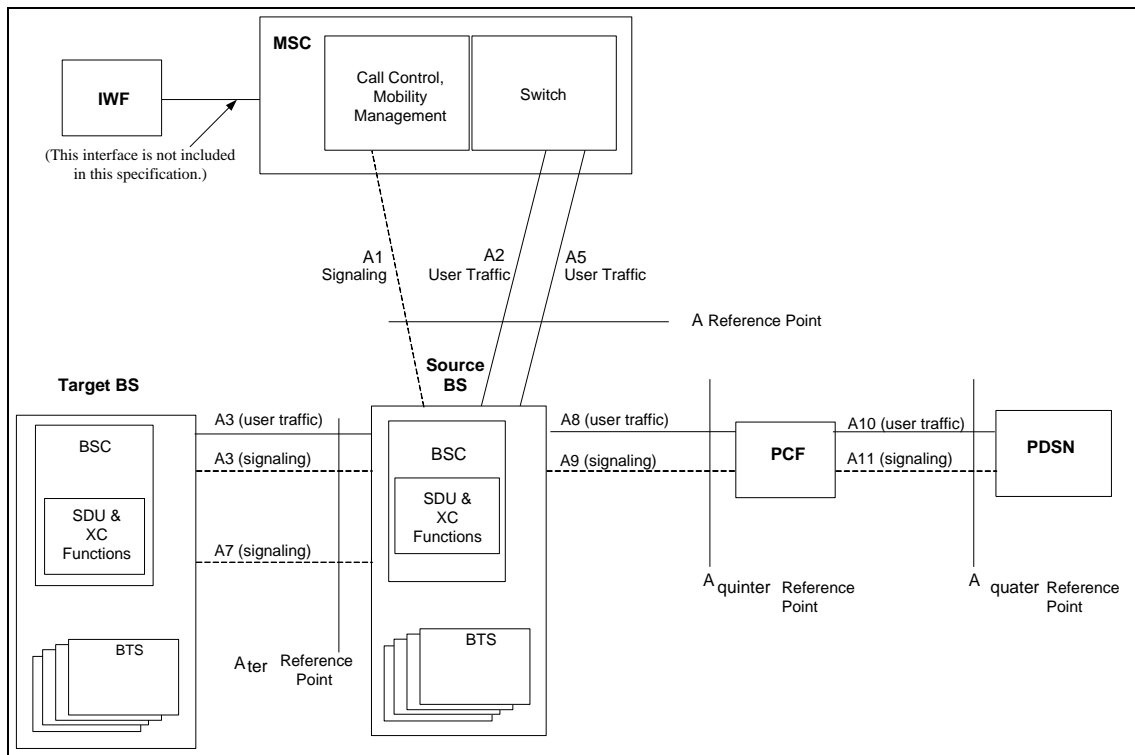 MSC
IWF
Call Control,
Mobility
Management
Switch
(This interface is not included
in this specification.)
A1
Signaling
A2
User Traffic
A5
User Traffic
A Reference Point
Target BS
Source
BS
BSC
SDU &
XC
Functions
BTS
A3 (user traffic)
A3 (signaling)
A7 (signaling)
Ater Reference
Point
BSC
SDU &
XC
Functions
BTS
A8 (user traffic)
A9 (signaling)
PCF
A10 (user traffic)
A11 (signaling)
PDSN
A quinter Reference
Point
A quater Reference
Point